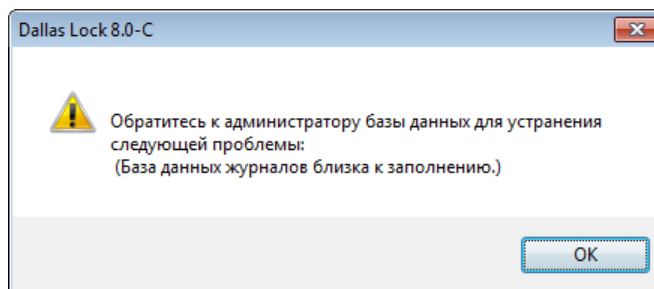 Dallas Lock 8.0-C
Обратитесь к администратору базы данных для устранения
следующей проблемы:
(База данных журналов близка к заполнению.)
OK